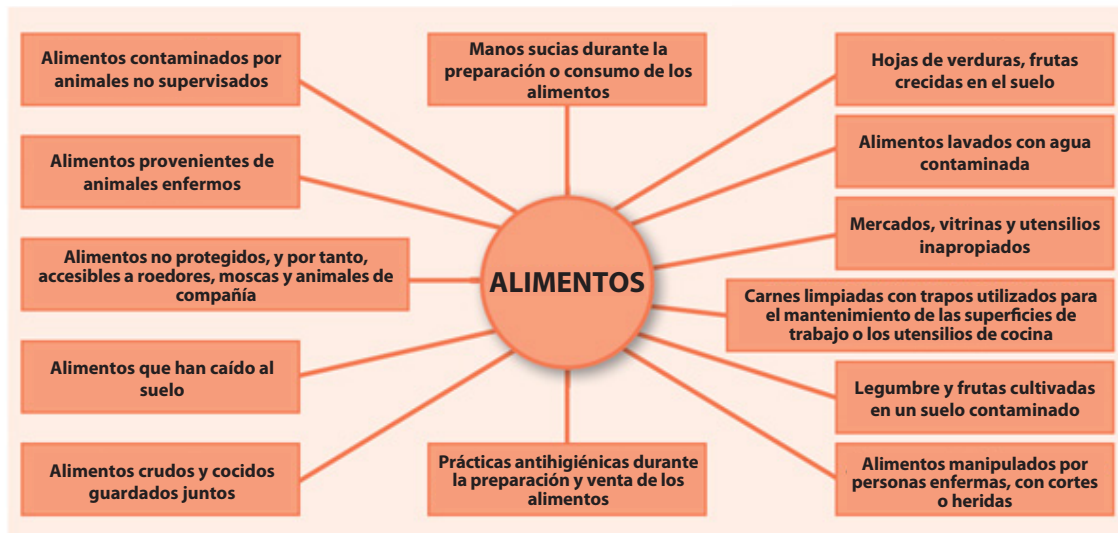 Alimentos contaminados por
animales no supervisados
Alimentos provenientes de
animales enfermos
Alimentos no protegidos, y por tanto,
accesibles a roedores, moscas y animales de
compañía
Alimentos que han caído al
suelo
Alimentos crudos y cocidos
guardados juntos
Manos sucias durante la
preparación o consumo de los
alimentos
ALIMENTOS
Prácticas antihigiénicas durante
la preparación y venta de los
alimentos
Hojas de verduras, frutas
crecidas en el suelo
Alimentos lavados con agua
contaminada
Mercados, vitrinas y utensilios
inapropiados
Carnes limpiadas con trapos utilizados para
el mantenimiento de las superficies de
trabajo o los utensilios de cocina
Legumbre y frutas cultivadas
en un suelo contaminado
Alimentos manipulados por
personas enfermas, con cortes
o heridas